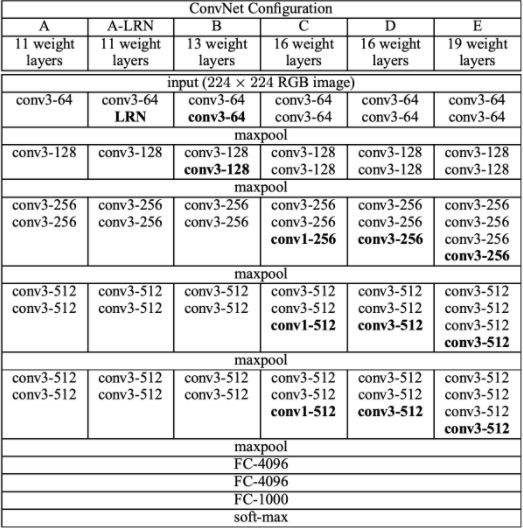 ConvNet Configuration
A A-LRN B C D E
11 weight layers 11 weight layers 13 weight layers 16 weight layers 16 weight layers 19 weight layers
input (224 × 224 RGB image)
conv3-64 conv3-64 conv3-64 conv3-64 conv3-64 conv3-64
LRN conv3-64 conv3-64 conv3-64 conv3-64
maxpool
conv3-128 conv3-128 conv3-128 conv3-128 conv3-128 conv3-128
conv3-128 conv3-128 conv3-128 conv3-128
maxpool
conv3-256 conv3-256 conv3-256 conv3-256 conv3-256 conv3-256
conv3-256 conv3-256 conv3-256 conv3-256 conv3-256 conv3-256
conv1-256 conv3-256 conv3-256
conv3-256
maxpool
conv3-512 conv3-512 conv3-512 conv3-512 conv3-512 conv3-512
conv3-512 conv3-512 conv3-512 conv3-512 conv3-512 conv3-512
conv1-512 conv3-512 conv3-512
conv3-512
maxpool
conv3-512 conv3-512 conv3-512 conv3-512 conv3-512 conv3-512
conv3-512 conv3-512 conv3-512 conv3-512 conv3-512 conv3-512
conv1-512 conv3-512 conv3-512
conv3-512
maxpool
FC-4096
FC-4096
FC-1000
soft-max